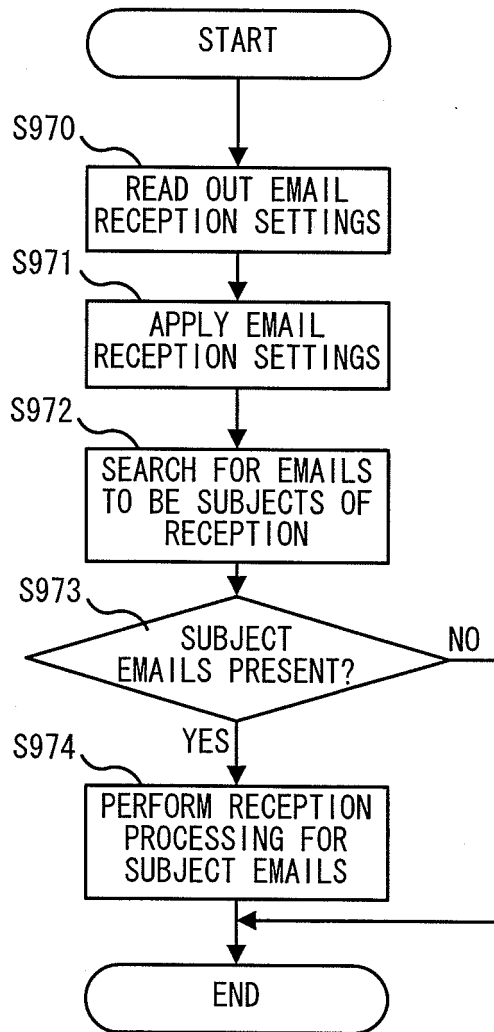 START
S970
READ OUT EMAIL
RECEPTION SETTINGS
S971
APPLY EMAIL
RECEPTION SETTINGS
S972
SEARCH FOR EMAILS
TO BE SUBJECTS OF
RECEPTION
S973
SUBJECT
EMAILS PRESENT?
NO
YES
S974
PERFORM RECEPTION
PROCESSING FOR
SUBJECT EMAILS
END